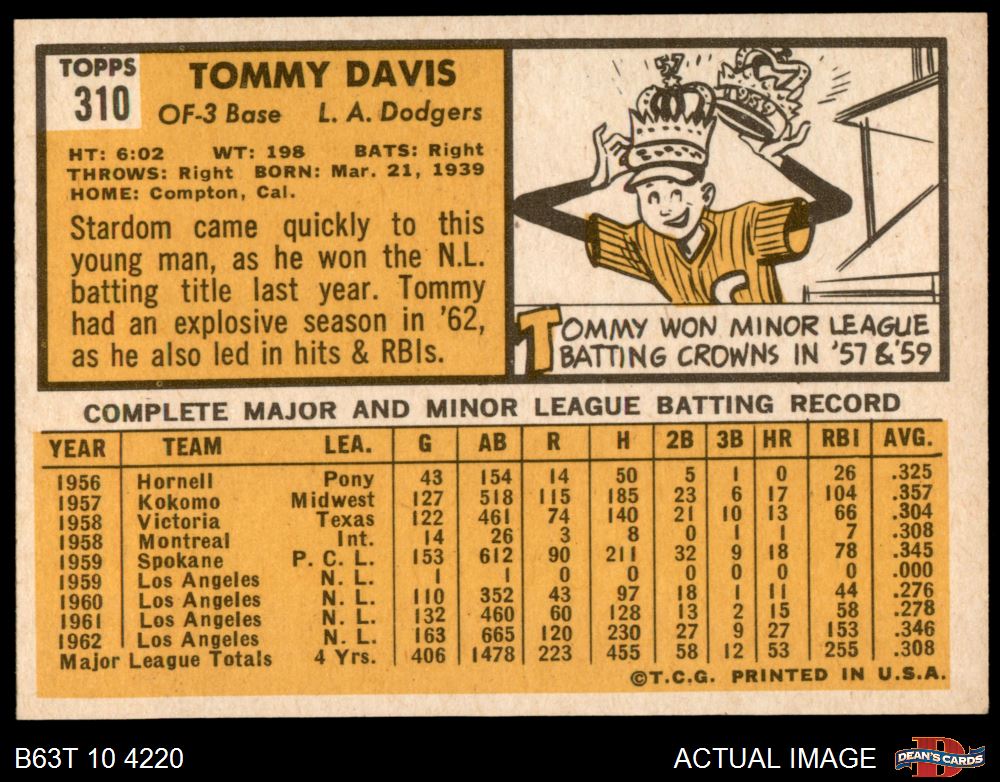 TOPPS
310
TOMMY DAVIS
OF-3 Base L. A. Dodgers
HT: 6:02 WT: 198 BATS: Right
THROWS: Right BORN: Mar. 21, 1939
HOME: Compton, Cal.
Stardom came quickly to this
young man, as he won the N.L.
batting title last year. Tommy
had an explosive season in '62,
as he also led in hits & RBIs.
57
1959
TOMMY WON MINOR LEAGUE
BATTING CROWNS IN '57 & '59
COMPLETE MAJOR AND MINOR LEAGUE BATTING RECORD
YEAR TEAM LEA. G AB R H 2B 3B HR RBI AVG.
1956 Hornell Pony 43 154 14 50 5 1 0 26 .325
1957 Kokomo Midwest 127 518 115 185 23 6 17 104 .357
1958 Victoria Texas 122 461 74 140 21 10 13 66 .304
1958 Montreal Int. 14 26 3 8 0 1 1 7 .308
1959 Spokane P. C. L. 153 612 90 211 32 9 18 78 .345
1959 Los Angeles N. L. 1 1 0 0 0 0 0 0 .000
1960 Los Angeles N. L. 110 352 43 97 18 1 11 44 .276
1961 Los Angeles N. L. 132 460 60 128 13 2 15 58 .278
1962 Los Angeles N. L. 163 665 120 230 27 9 27 153 .346
Major League Totals 4 Yrs. 406 1478 223 455 58 12 53 255 .308
©T.C.G. PRINTED IN U.S.A.
B63T 10 4220
ACTUAL IMAGE
D
DEAN'S CARDS